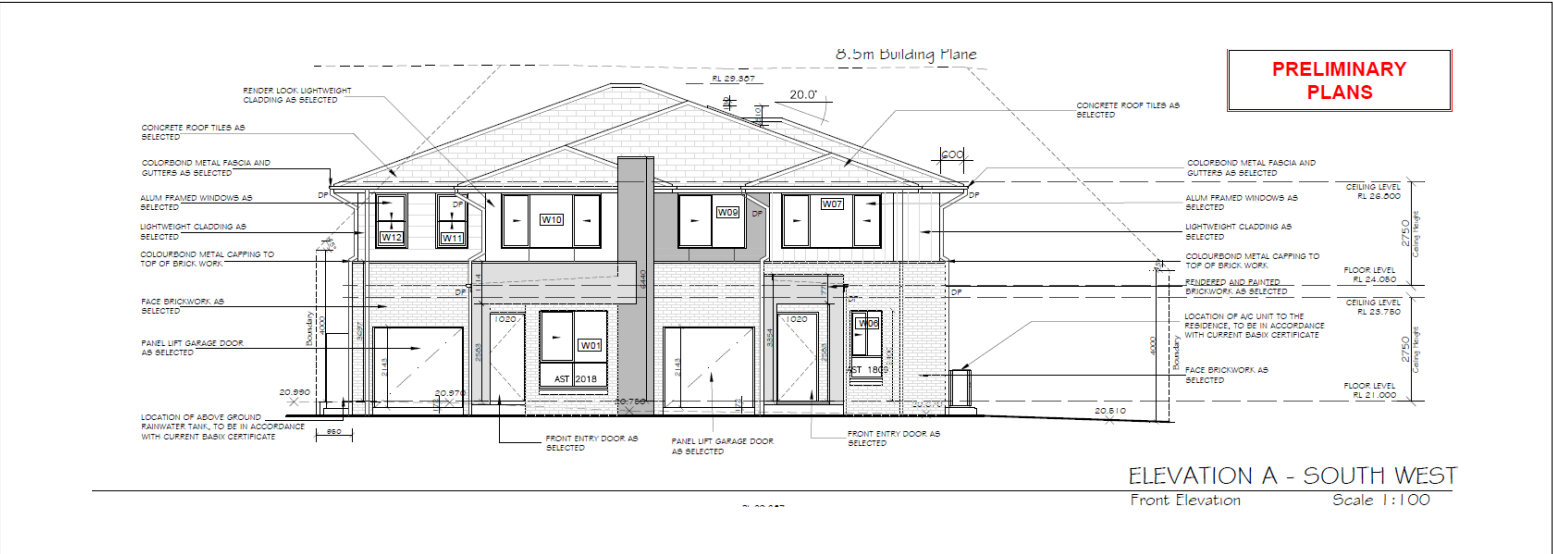 8.5m Building Plane
PRELIMINARY
PLANS
RL 29.387
20.0°
RENDER LOOK LIGHTWEIGHT
CLADDING AS SELECTED
CONCRETE ROOF TILES AS
SELECTED
CONCRETE ROOF TILES AS
SELECTED
600
COLORBOND METAL FASCIA AND
GUTTERS AS SELECTED
COLORBOND METAL FASCIA AND
GUTTERS AS SELECTED
CEILING LEVEL
RL 26.800
DP
DP
DP
DP
ALUM FRAMED WINDOWS AS
SELECTED
ALUM FRAMED WINDOWS AS
SELECTED
W12
W11
W10
W09
W07
LIGHTWEIGHT CLADDING AS
SELECTED
LIGHTWEIGHT CLADDING AS
SELECTED
2750
Ceiling Height
COLOURBOND METAL CAPPING TO
TOP OF BRICK WORK
COLOURBOND METAL CAPPING TO
TOP OF BRICK WORK
FLOOR LEVEL
RL 24.050
RENDERED AND PAINTED
BRICKWORK AS SELECTED
6440
DP
DP
DP
FACE BRICKWORK AS
SELECTED
CEILING LEVEL
RL 23.750
LOCATION OF A/C UNIT TO THE
RESIDENCE, TO BE IN ACCORDANCE
WITH CURRENT BASIX CERTIFICATE
Boundary
4000
1020
1020
W01
W06
3354
2583
2583
2143
2143
PANEL LIFT GARAGE DOOR
AS SELECTED
4000
Boundary
2750
Ceiling Height
FACE BRICKWORK AS
SELECTED
AST 2018
AST 1809
FLOOR LEVEL
RL 21.000
20.990
20.970
20.510
LOCATION OF ABOVE GROUND
RAINWATER TANK, TO BE IN ACCORDANCE
WITH CURRENT BASIX CERTIFICATE
FRONT ENTRY DOOR AS
SELECTED
PANEL LIFT GARAGE DOOR
AS SELECTED
FRONT ENTRY DOOR AS
SELECTED
ELEVATION A - SOUTH WEST
Front Elevation
Scale 1:100